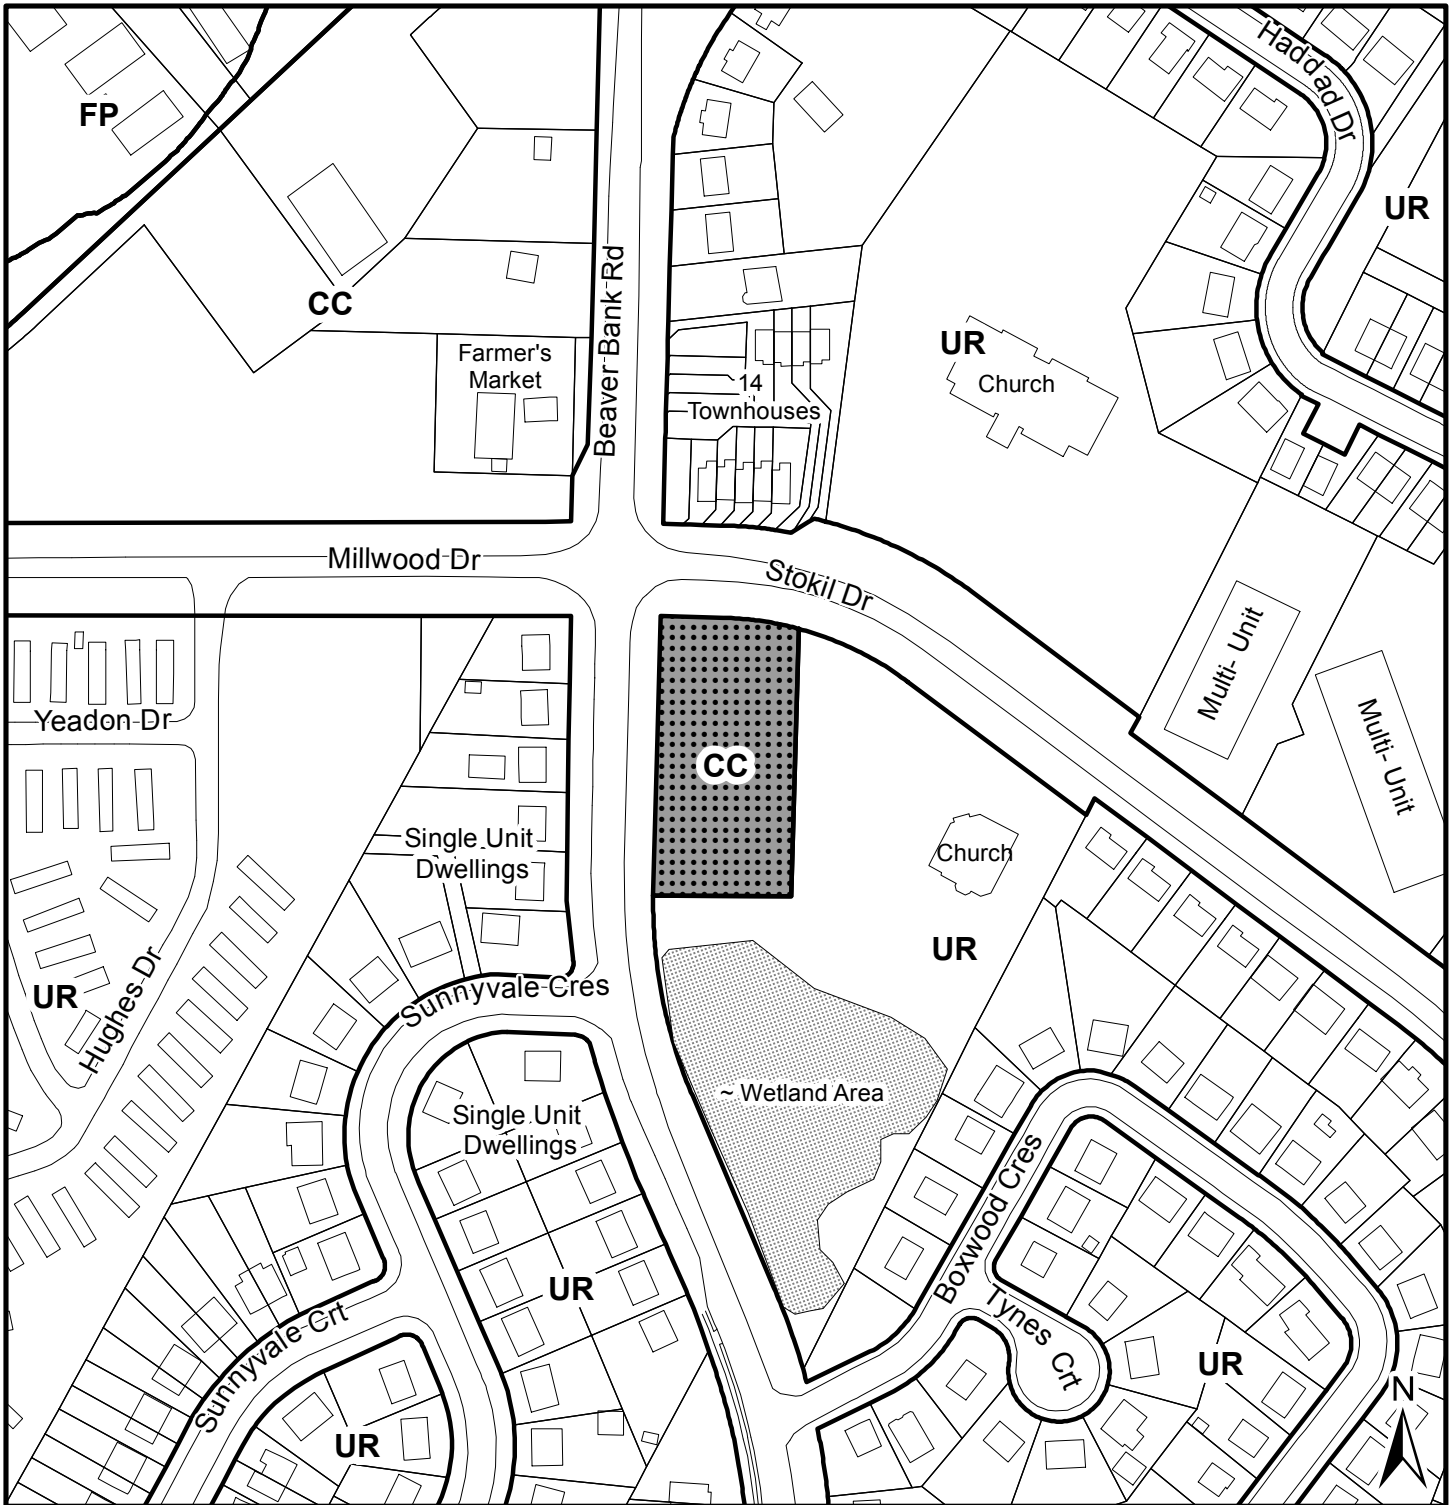 Haddad Dr
FP
UR
CC
Beaver Bank Rd
UR
Church
Farmer's
Market
14
Townhouses
Millwood Dr
Stokil Dr
Multi- Unit
Multi- Unit
Yeadon Dr
CC
Single Unit
Dwellings
Church
UR
UR
Hughes Dr
Sunnyvale Cres
~ Wetland Area
Single Unit
Dwellings
Boxwood Cres
UR
Tynes Crt
Sunnyvale Crt
UR
UR
N